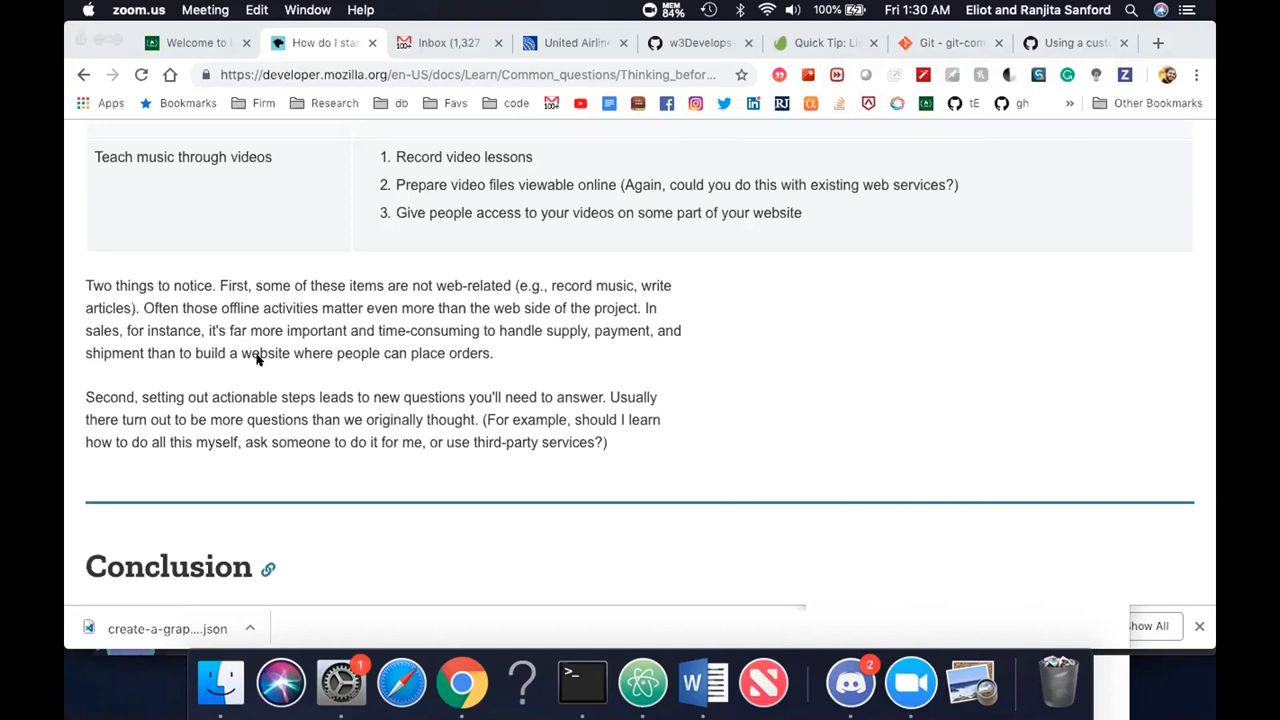 zoom.us Meeting Edit Window Help MEM 84% 100% Fri 1:30 AM Eliot and Ranjita Sanford
Welcome to How do I star Inbox (1,327 United Airlin w3Develops- Quick Tip: Li Git - git-com Using a cust
https://developer.mozilla.org/en-US/docs/Learn/Common_questions/Thinking_befor...
Apps Bookmarks Firm Research db Favs code tE gh » Other Bookmarks
Teach music through videos
1. Record video lessons
2. Prepare video files viewable online (Again, could you do this with existing web services?)
3. Give people access to your videos on some part of your website
Two things to notice. First, some of these items are not web-related (e.g., record music, write
articles). Often those offline activities matter even more than the web side of the project. In
sales, for instance, it's far more important and time-consuming to handle supply, payment, and
shipment than to build a website where people can place orders.
Second, setting out actionable steps leads to new questions you'll need to answer. Usually
there turn out to be more questions than we originally thought. (For example, should I learn
how to do all this myself, ask someone to do it for me, or use third-party services?)
Conclusion
create-a-grap....json
Show All
1
2